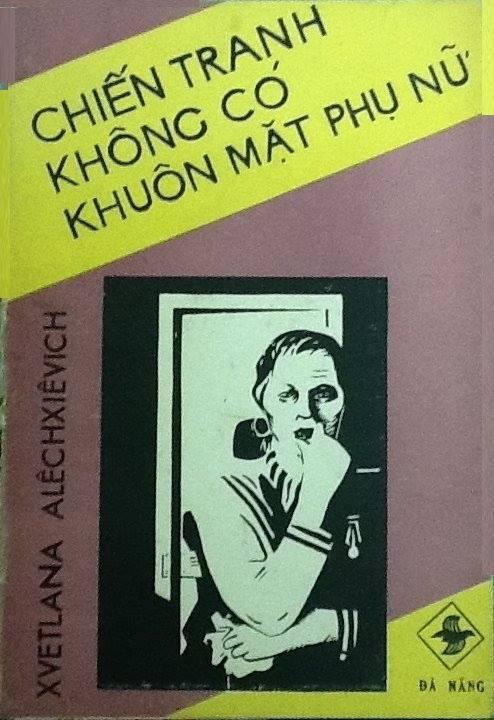 CHIẾN TRANH
KHÔNG CÓ
KHUÔN MẶT PHỤ NỮ
XVETLANA ALÊCHXIÊVICH
ĐÀ NẴNG